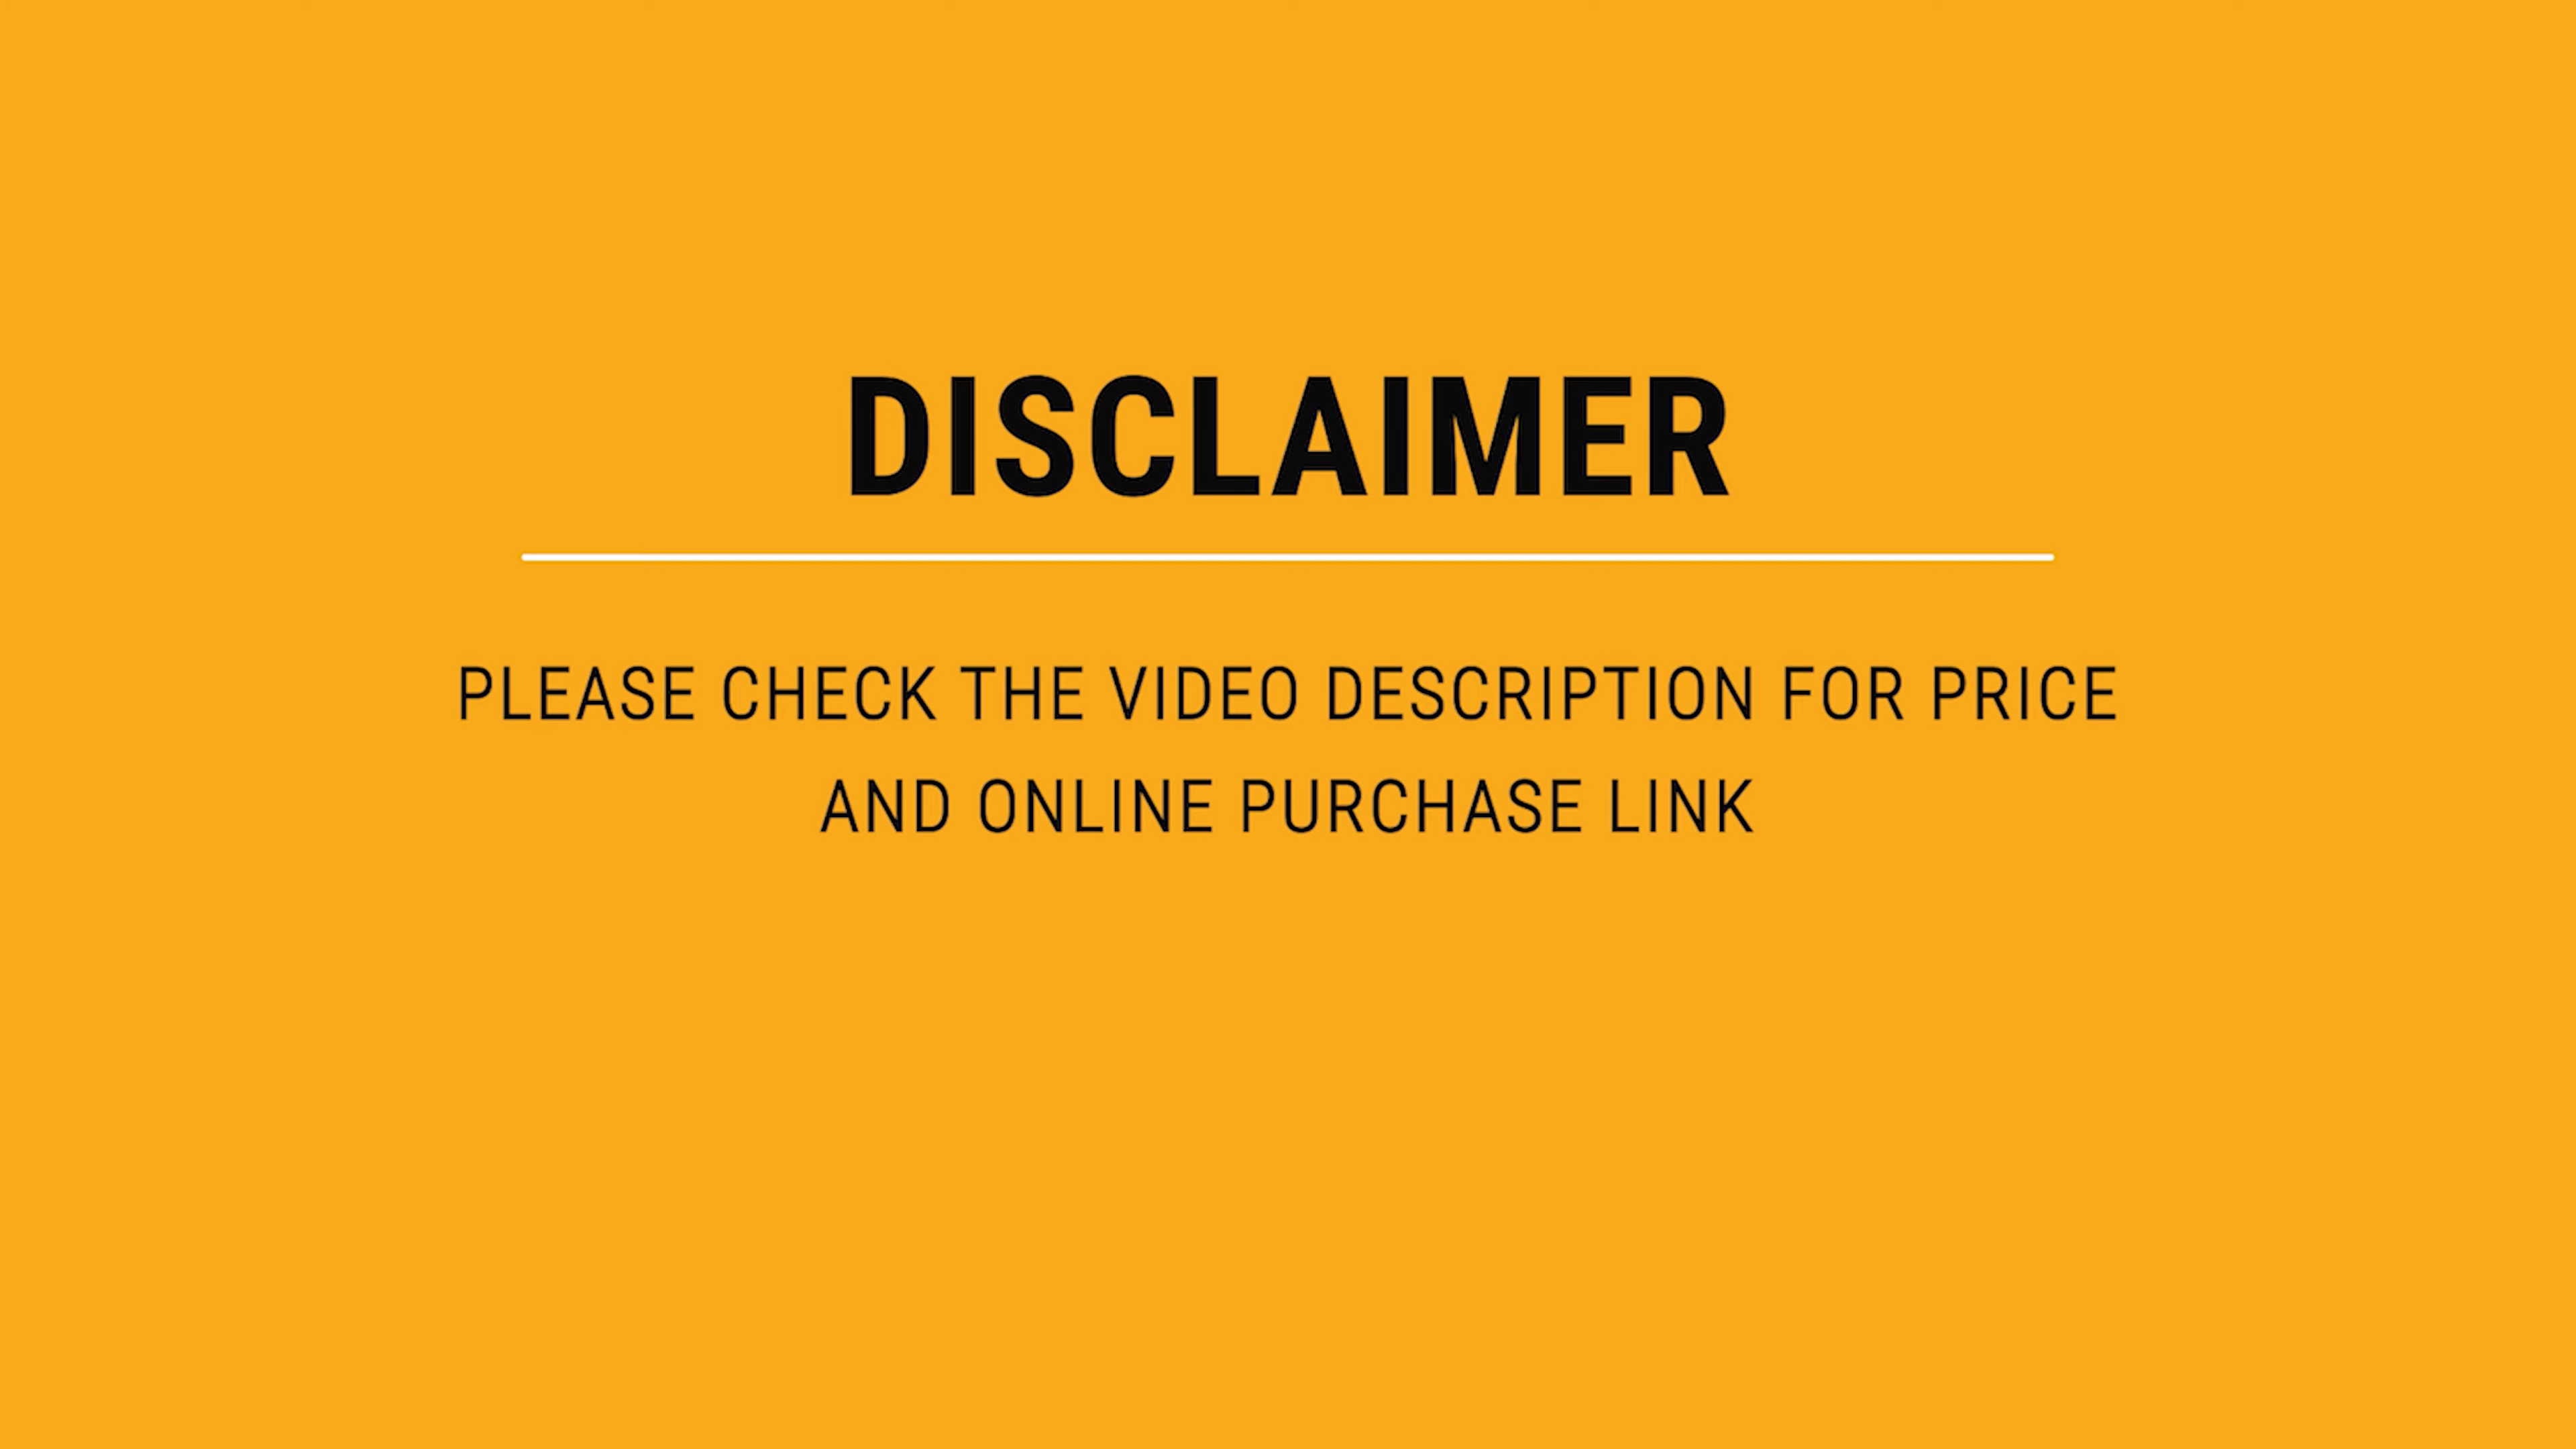 DISCLAIMER
PLEASE CHECK THE VIDEO DESCRIPTION FOR PRICE
AND ONLINE PURCHASE LINK